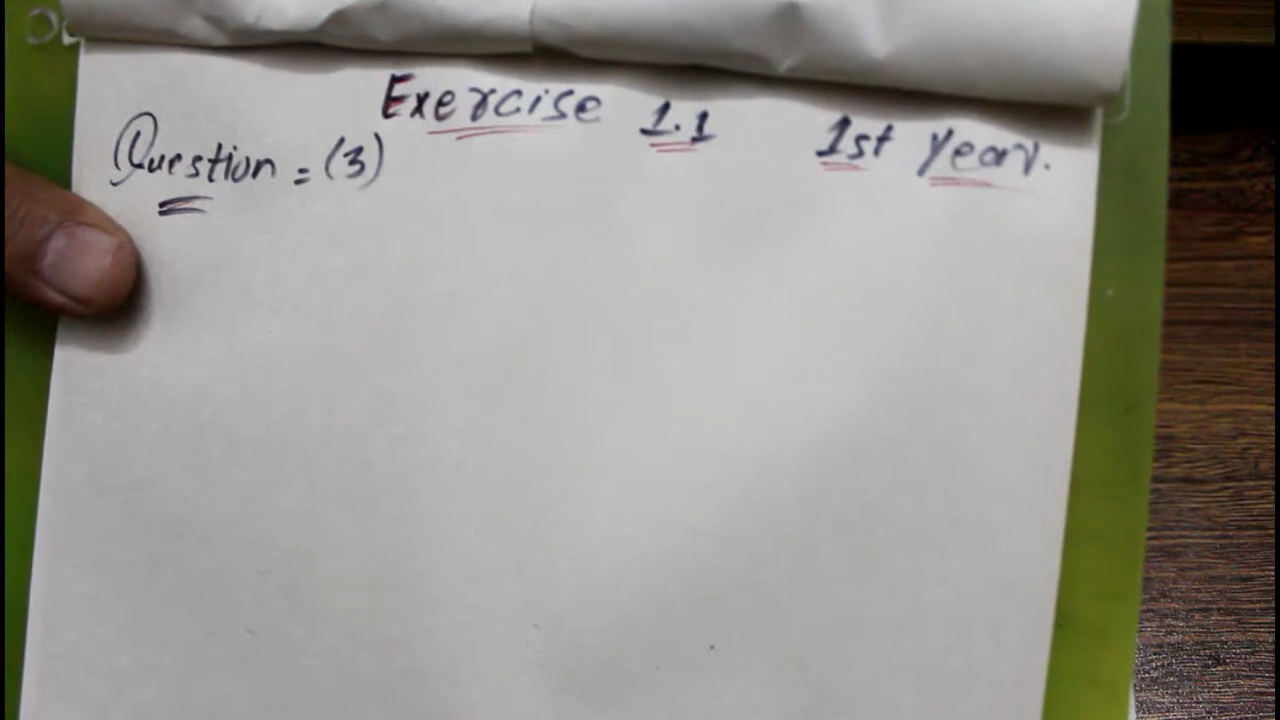 Exercise 1.1 1st Year.
Question = (3)